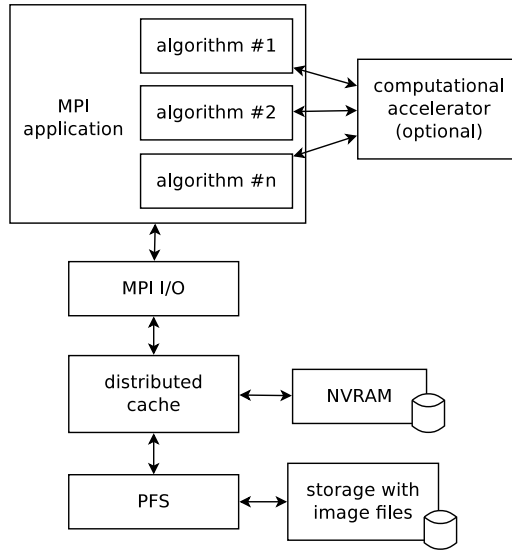 algorithm #1
MPI
application
algorithm #2
algorithm #n
computational
accelerator
(optional)
MPI I/O
distributed
cache
NVRAM
PFS
storage with
image files